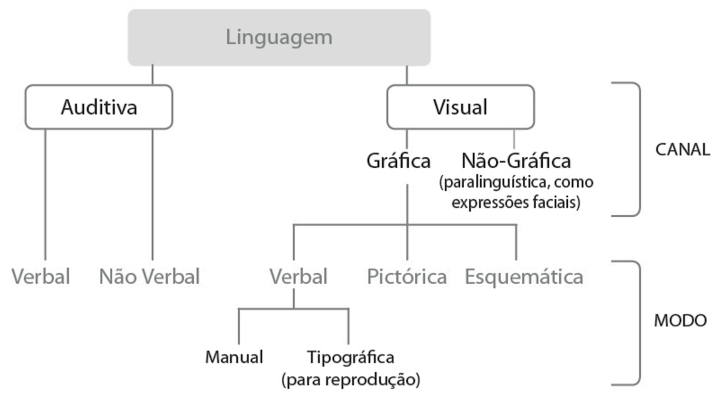 Linguagem
Auditiva
Visual
Gráfica
Não-Gráfica
(paralinguística, como
expressões faciais)
CANAL
Verbal
Não Verbal
Verbal
Pictórica
Esquemática
MODO
Manual
Tipográfica
(para reprodução)